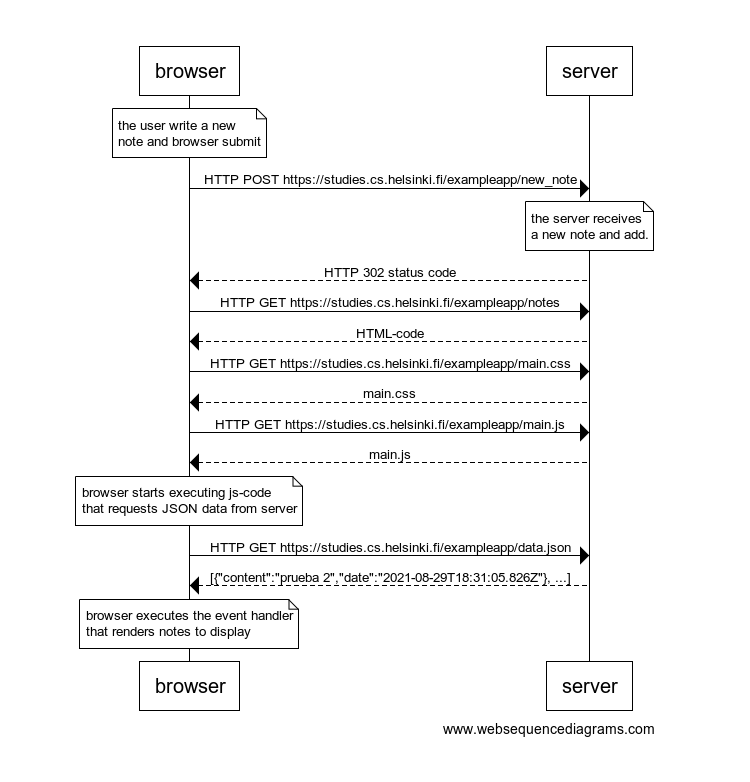 browser
server
the user write a new
note and browser submit
HTTP POST https://studies.cs.helsinki.fi/exampleapp/new_note
the server receives
a new note and add.
HTTP 302 status code
HTTP GET https://studies.cs.helsinki.fi/exampleapp/notes
HTML-code
HTTP GET https://studies.cs.helsinki.fi/exampleapp/main.css
main.css
HTTP GET https://studies.cs.helsinki.fi/exampleapp/main.js
main.js
browser starts executing js-code
that requests JSON data from server
HTTP GET https://studies.cs.helsinki.fi/exampleapp/data.json
[{"content":"prueba 2","date":"2021-08-29T18:31:05.826Z"}, ...]
browser executes the event handler
that renders notes to display
browser
server
www.websequencediagrams.com